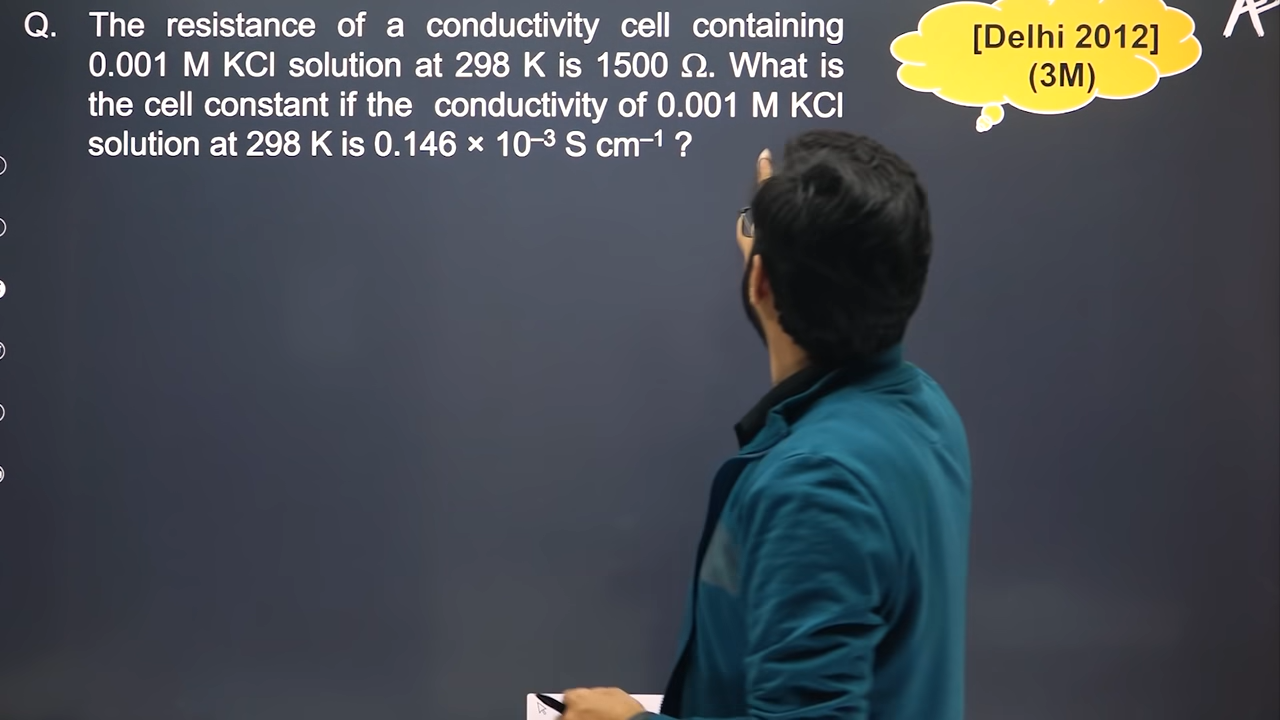 Q. The resistance of a conductivity cell containing
0.001 M KCl solution at 298 K is 1500 Ω. What is
the cell constant if the conductivity of 0.001 M KCl
solution at 298 K is 0.146 × 10⁻³ S cm⁻¹ ?
[Delhi 2012]
(3M)